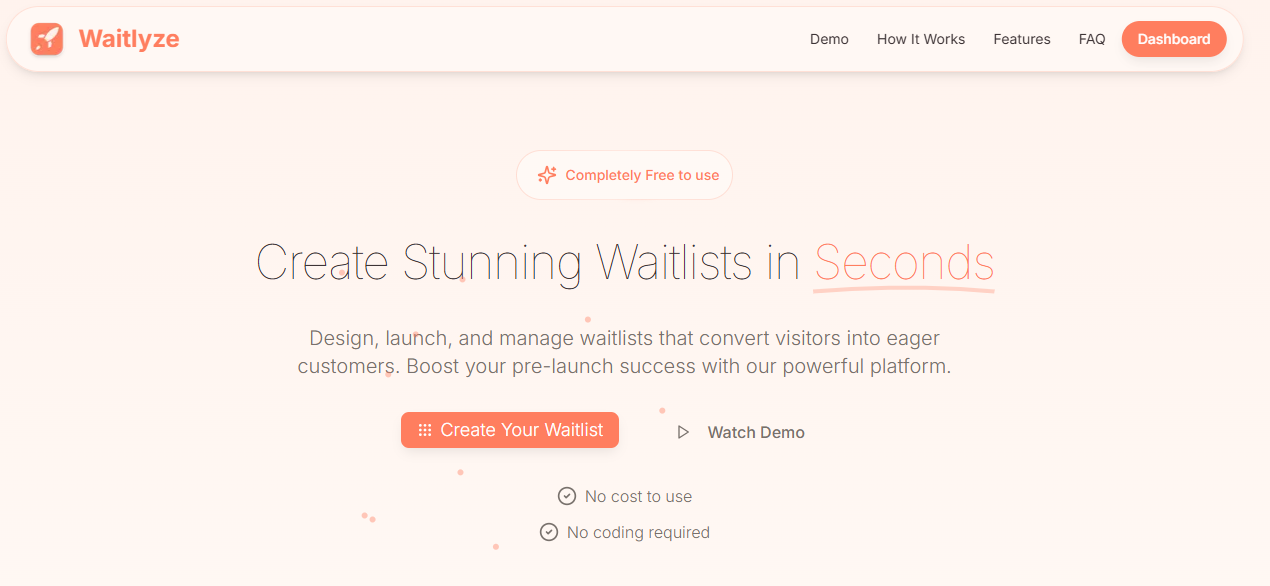 Waitlyze
Demo
How It Works
Features
FAQ
Dashboard
Completely Free to use
Create Stunning Waitlists in Seconds
Design, launch, and manage waitlists that convert visitors into eager
customers. Boost your pre-launch success with our powerful platform.
Create Your Waitlist
Watch Demo
No cost to use
No coding required